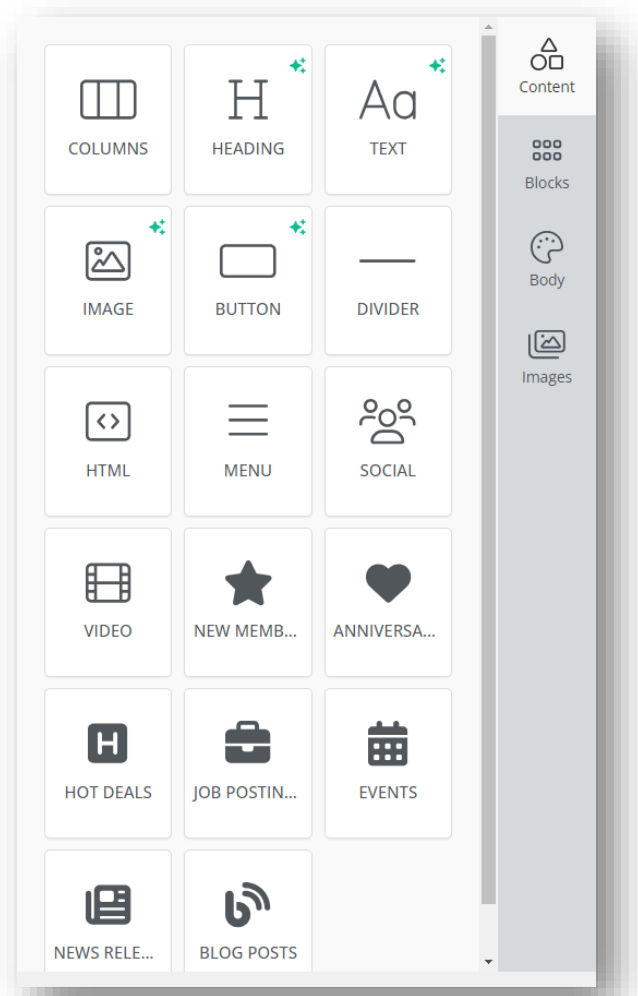 COLUMNS
HEADING
TEXT
IMAGE
BUTTON
DIVIDER
HTML
MENU
SOCIAL
VIDEO
NEW MEMB...
ANNIVERSA...
HOT DEALS
JOB POSTIN...
EVENTS
NEWS RELE...
BLOG POSTS
Content
Blocks
Body
Images